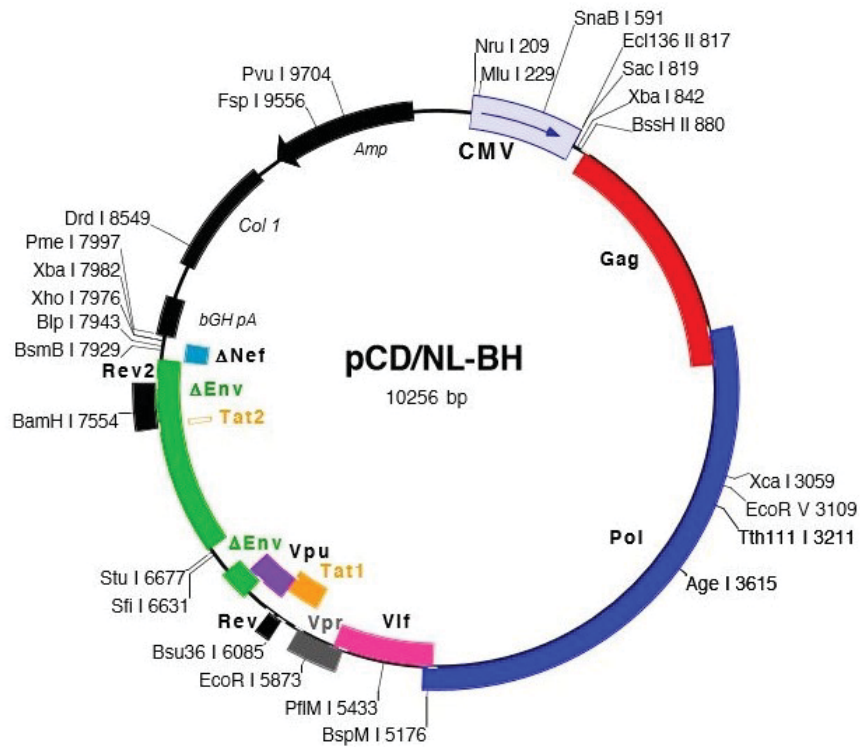 SnaB I 591
Nru I 209
Ecl136 II 817
Mlu I 229
Sac I 819
Pvu I 9704
Xba I 842
Fsp I 9556
BssH II 880
Amp
CMV
Drd I 8549
Col 1
Pme I 7997
Gag
Xba I 7982
Xho I 7976
bGH pA
Blp I 7943
BsmB I 7929
ΔNef
pCD/NL-BH
Rev2
ΔEnv
10256 bp
BamH I 7554
Tat2
Xca I 3059
EcoR V 3109
Pol
Tth111 I 3211
ΔEnv
Vpu
Stu I 6677
Tat1
Age I 3615
Sfi I 6631
Rev
Vpr
Vif
Bsu36 I 6085
EcoR I 5873
PflM I 5433
BspM I 5176